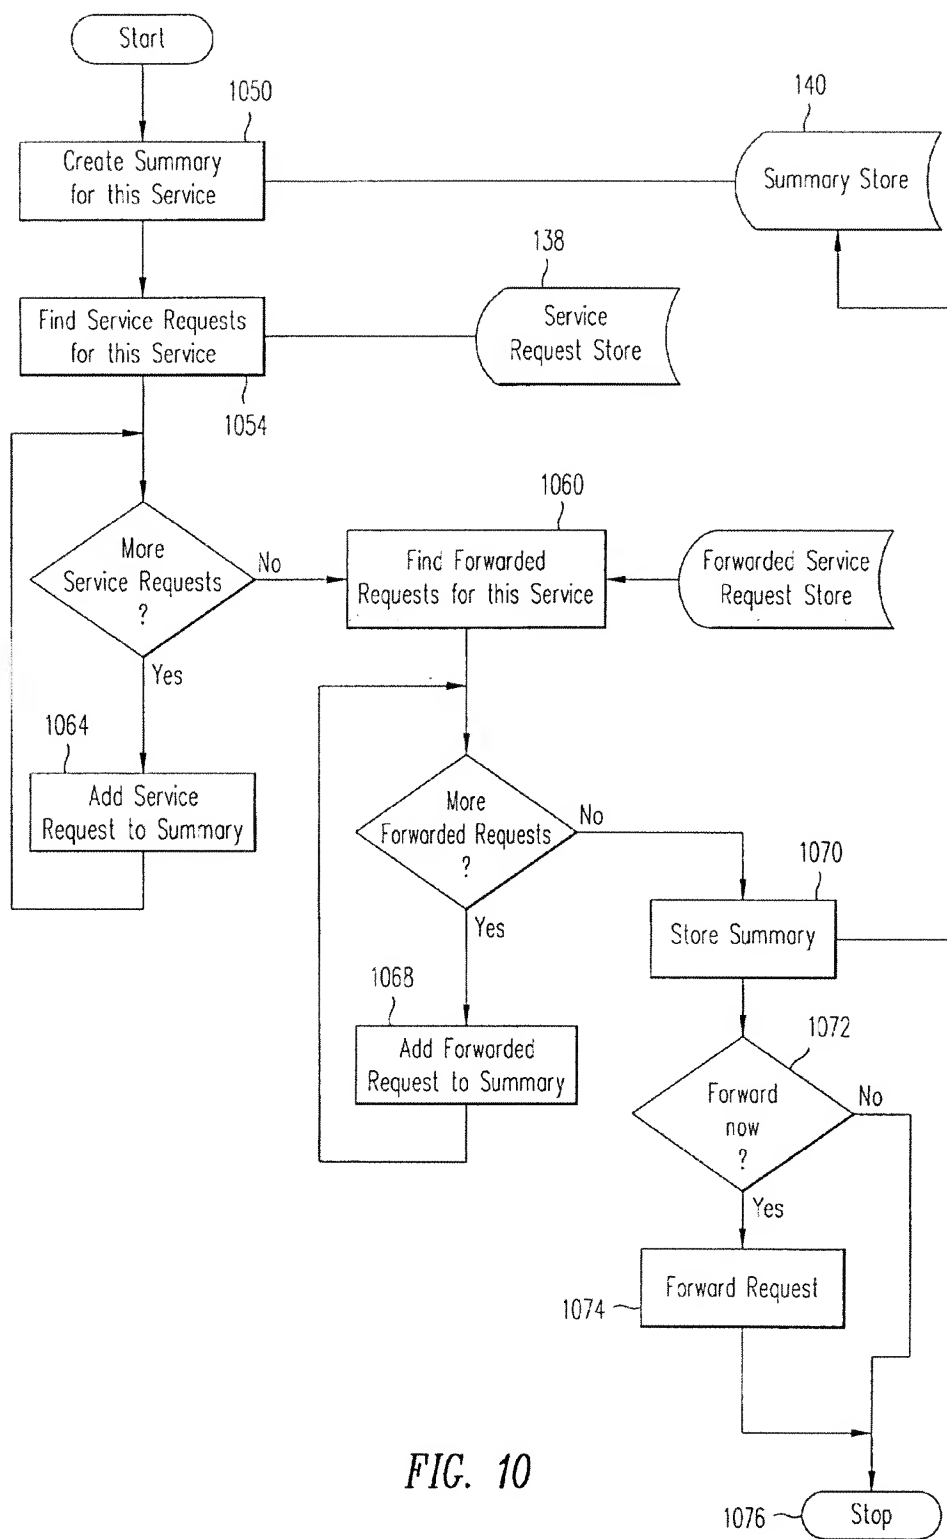 Start
1050
Create Summary
for this Service
140
Summary Store
138
Service
Request Store
Find Service Requests
for this Service
1054
More
Service Requests
?
No
Yes
1060
Find Forwarded
Requests for this Service
Forwarded Service
Request Store
1064
Add Service
Request to Summary
More
Forwarded Requests
?
No
Yes
1068
Add Forwarded
Request to Summary
1070
Store Summary
1072
Forward
now
?
No
Yes
Forward Request
1074
FIG. 10
1076
Stop